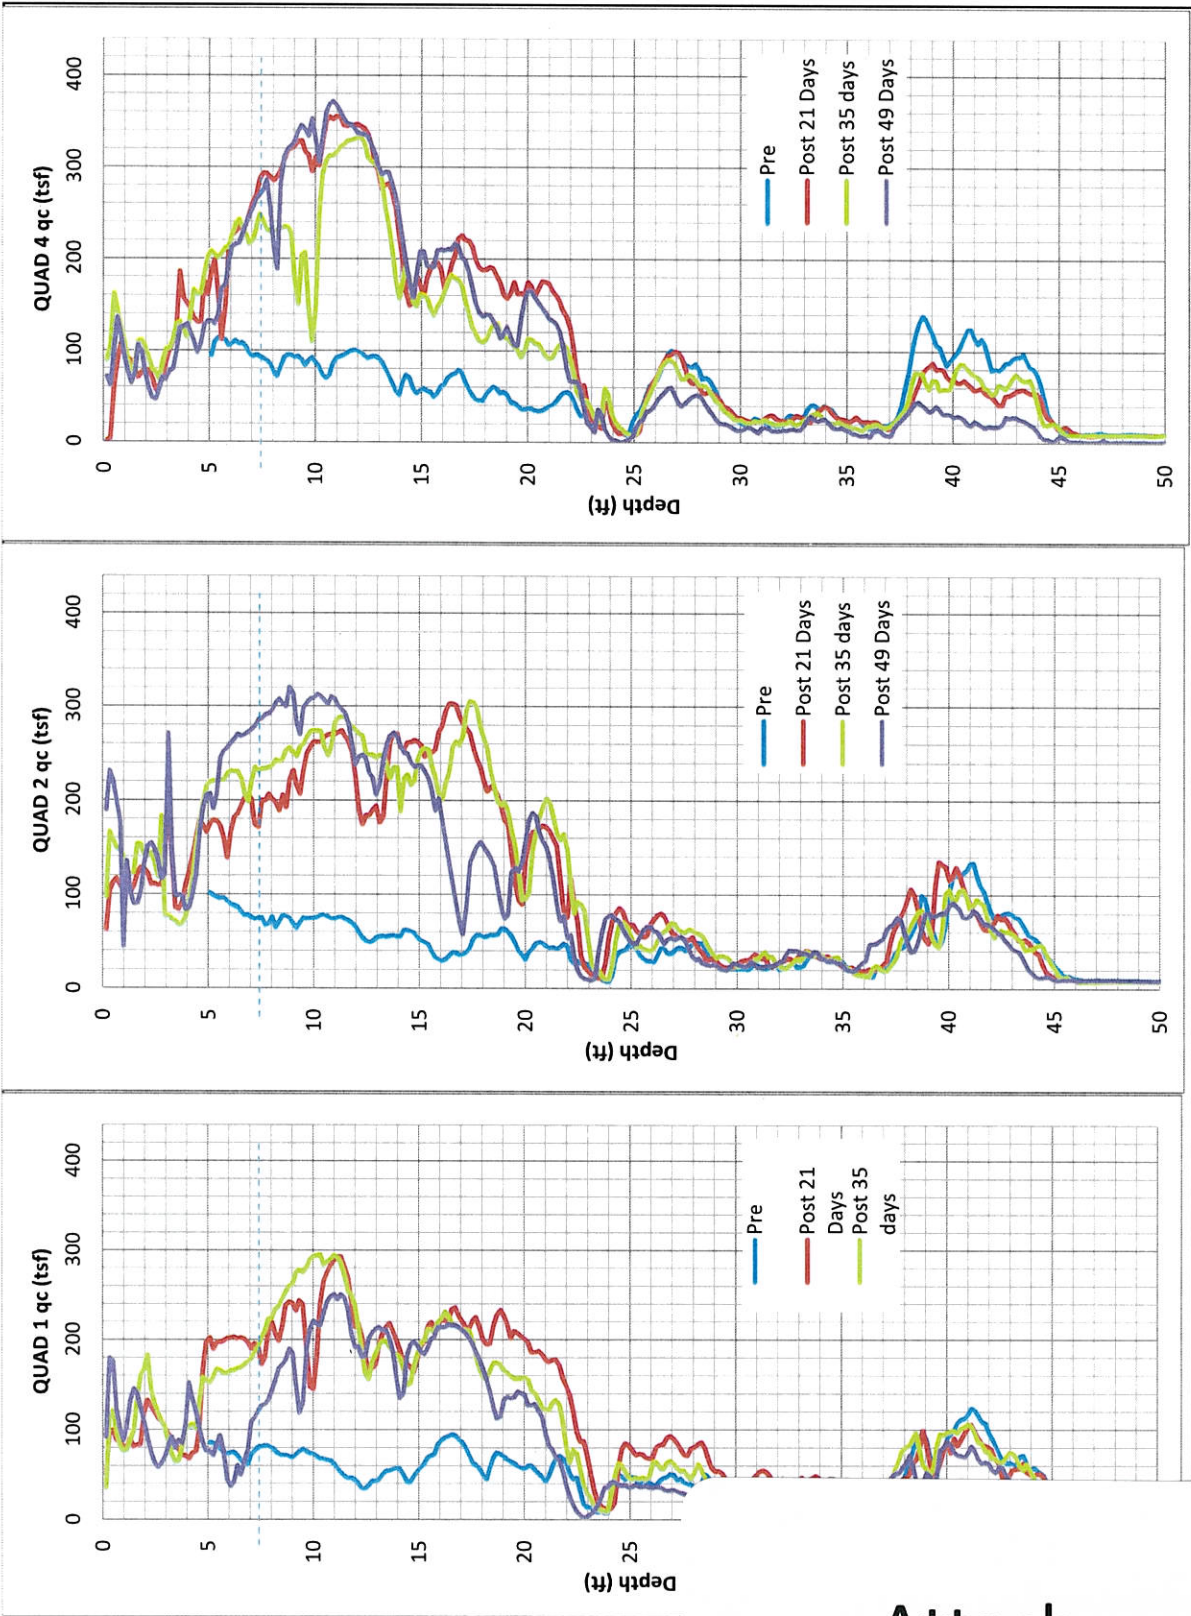 QUAD 1 qc (tsf)
0 100 200 300 400
0
5
10
15
20
25
Depth (ft)
Pre
Post 21
Days
Post 35
days
QUAD 2 qc (tsf)
0 100 200 300 400
0
5
10
15
20
25
30
35
40
45
50
Depth (ft)
Pre
Post 21 Days
Post 35 days
Post 49 Days
QUAD 4 qc (tsf)
0 100 200 300 400
0
5
10
15
20
25
30
35
40
45
50
Depth (ft)
Pre
Post 21 Days
Post 35 days
Post 49 Days